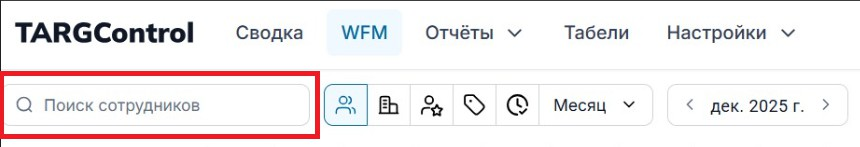 TARGControl Сводка WFM Отчёты Табели Настройки
Поиск сотрудников Месяц дек. 2025 г.